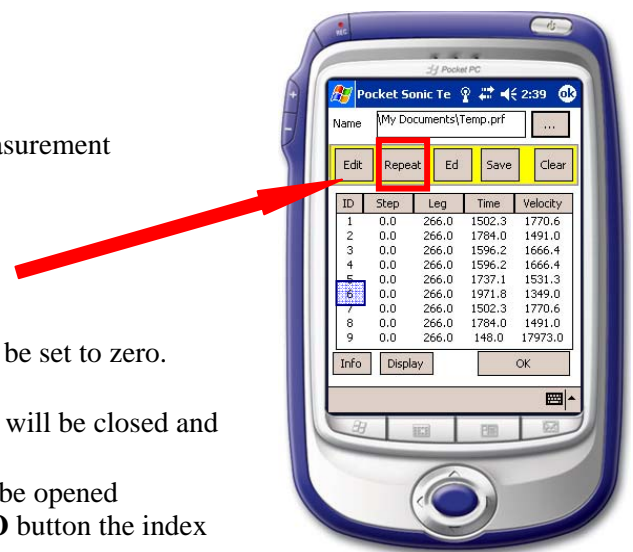 asurement
be set to zero.
will be closed and
be opened
O button the index
REC
Pocket PC
Pocket Sonic Te 2:39 ok
Name \My Documents\Temp.prf ...
Edit Repeat Ed Save Clear
ID Step Leg Time Velocity
1 0.0 266.0 1502.3 1770.6
2 0.0 266.0 1784.0 1491.0
3 0.0 266.0 1596.2 1666.4
4 0.0 266.0 1596.2 1666.4
5 0.0 266.0 1737.1 1531.3
6 0.0 266.0 1971.8 1349.0
7 0.0 266.0 1502.3 1770.6
8 0.0 266.0 1784.0 1491.0
9 0.0 266.0 148.0 17973.0
Info Display OK